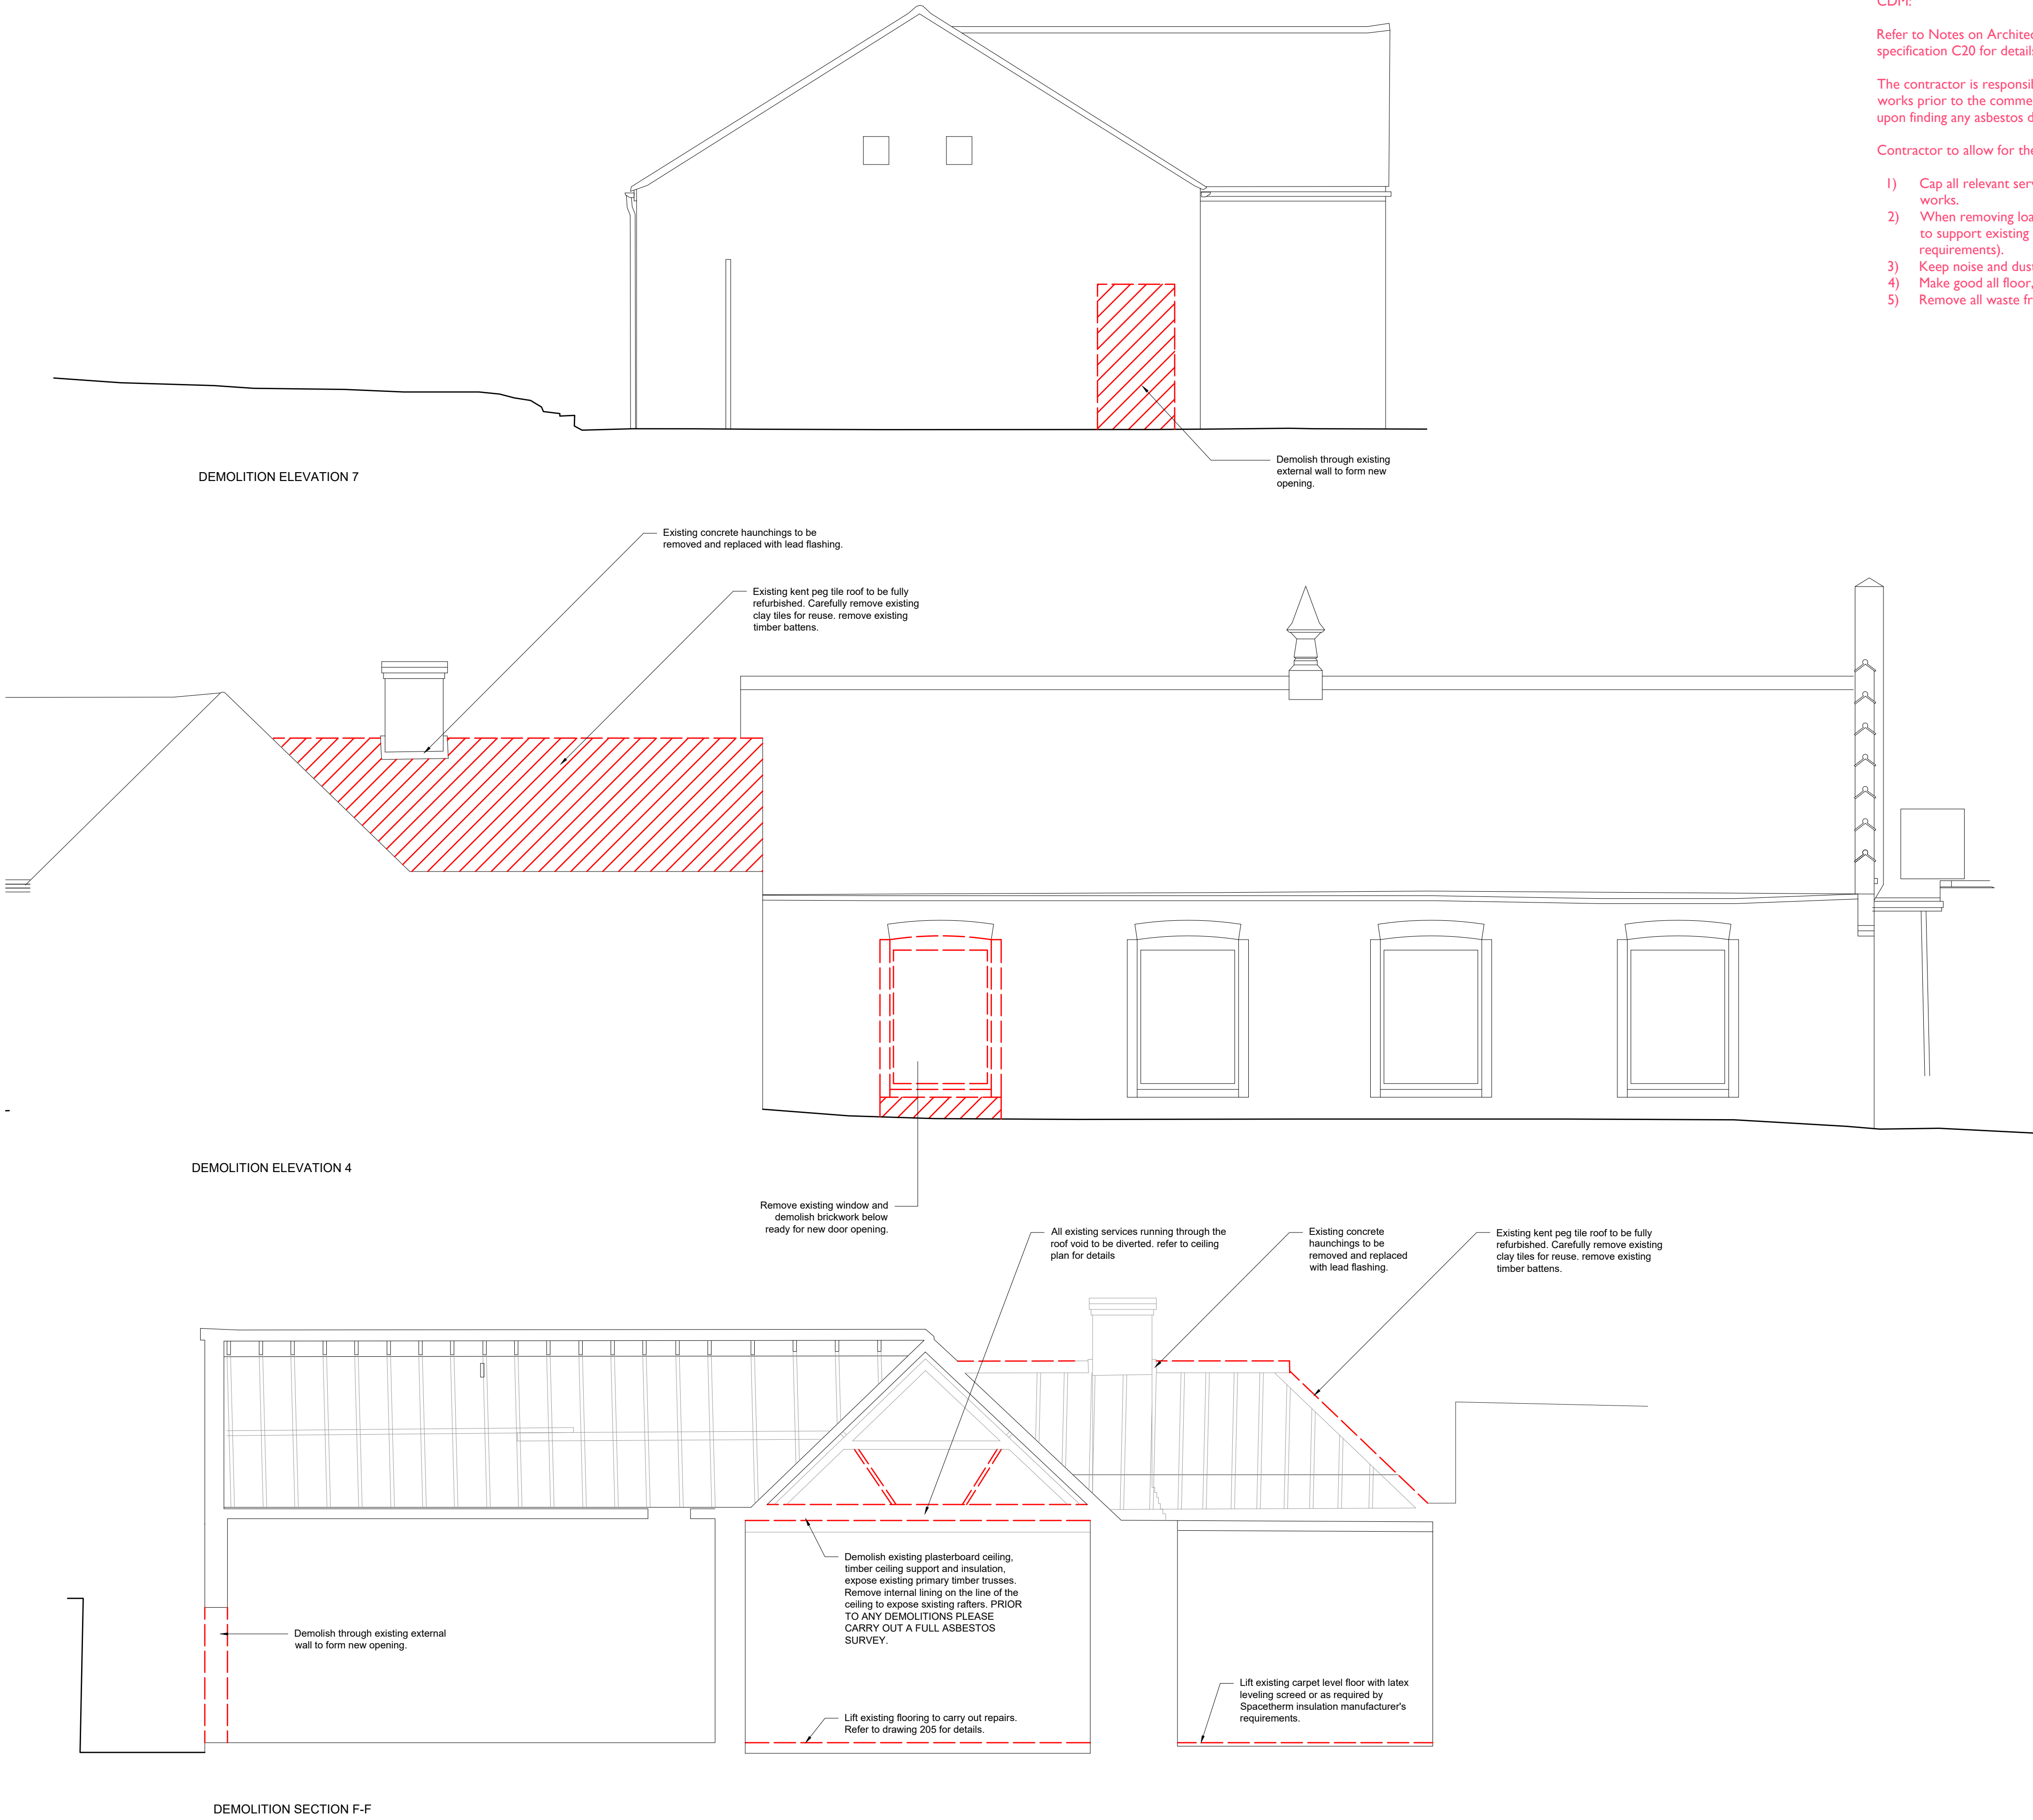 CDM:
Refer to Notes on
specification C20 for details
The contractor is
works prior to the
upon finding any asbestos
Contractor to allow for the
1) Cap all relevant
works.
2) When removing
to support existing
requirements).
3) Keep noise and dust
4) Make good all floor,
5) Remove all waste
DEMOLITION ELEVATION 7
Demolish through existing
external wall to form new
opening.
Existing concrete haunchings to be
removed and replaced with lead flashing.
Existing kent peg tile roof to be fully
refurbished. Carefully remove existing
clay tiles for reuse. remove existing
timber battens.
DEMOLITION ELEVATION 4
Remove existing window and
demolish brickwork below
ready for new door opening.
All existing services running through the
roof void to be diverted. refer to ceiling
plan for details
Existing concrete
haunchings to be
removed and replaced
with lead flashing.
Existing kent peg tile roof to be fully
refurbished. Carefully remove existing
clay tiles for reuse. remove existing
timber battens.
Demolish existing plasterboard ceiling,
timber ceiling support and insulation,
expose existing primary timber trusses.
Remove internal lining on the line of the
ceiling to expose sxisting rafters. PRIOR
TO ANY DEMOLITIONS PLEASE
CARRY OUT A FULL ASBESTOS
SURVEY.
Demolish through existing external
wall to form new opening.
Lift existing carpet level floor with latex
leveling screed or as required by
Spacetherm insulation manufacturer's
requirements.
Lift existing flooring to carry out repairs.
Refer to drawing 205 for details.
DEMOLITION SECTION F-F